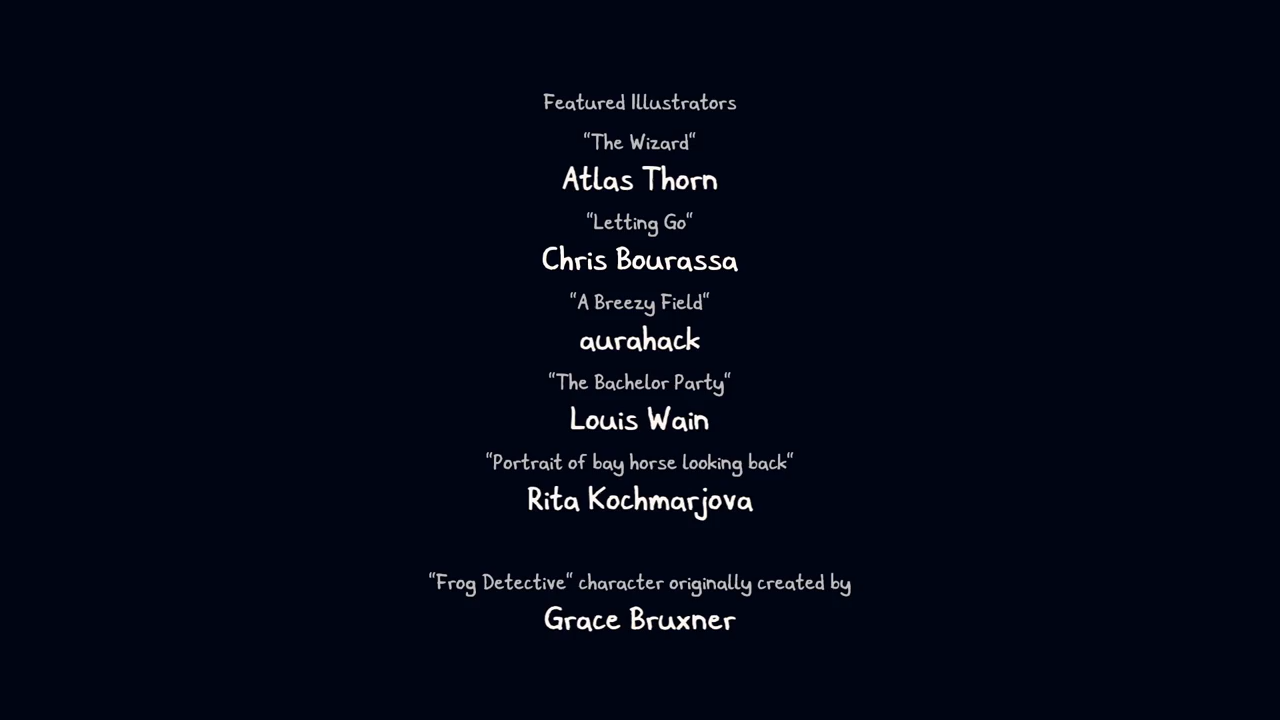 Featured Illustrators
"The Wizard"
Atlas Thorn
"Letting Go"
Chris Bourassa
"A Breezy Field"
aurahack
"The Bachelor Party"
Louis Wain
"Portrait of bay horse looking back"
Rita Kochmarjova
"Frog Detective" character originally created by
Grace Bruxner